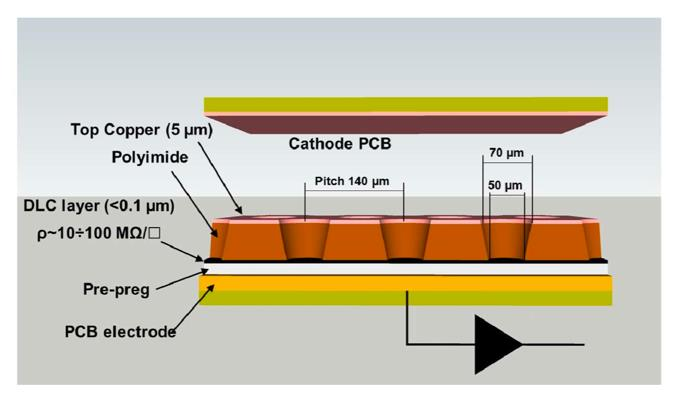 Top Copper (5 μm)
Polyimide
Cathode PCB
70 μm
Pitch 140 μm
50 μm
DLC layer (<0.1 μm)
ρ~10÷100 MΩ/□
Pre-preg
PCB electrode